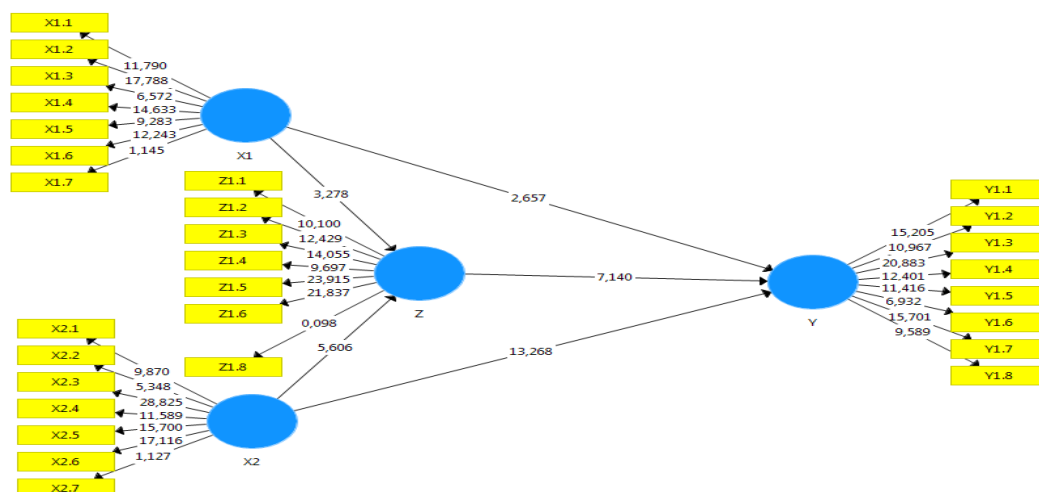 X1.1
X1.2
X1.3
X1.4
X1.5
X1.6
X1.7
11,790
17,788
6,572
14,633
9,283
12,243
1,145
X1
3,278
2,657
Z1.1
Z1.2
Z1.3
Z1.4
Z1.5
Z1.6
Z1.8
10,100
12,429
14,055
9,697
23,915
21,837
0,098
Z
5,606
7,140
13,268
X2.1
X2.2
X2.3
X2.4
X2.5
X2.6
X2.7
9,870
5,348
28,825
11,589
15,700
17,116
1,127
X2
Y
15,205
10,967
20,883
12,401
11,416
6,932
15,701
9,589
Y1.1
Y1.2
Y1.3
Y1.4
Y1.5
Y1.6
Y1.7
Y1.8